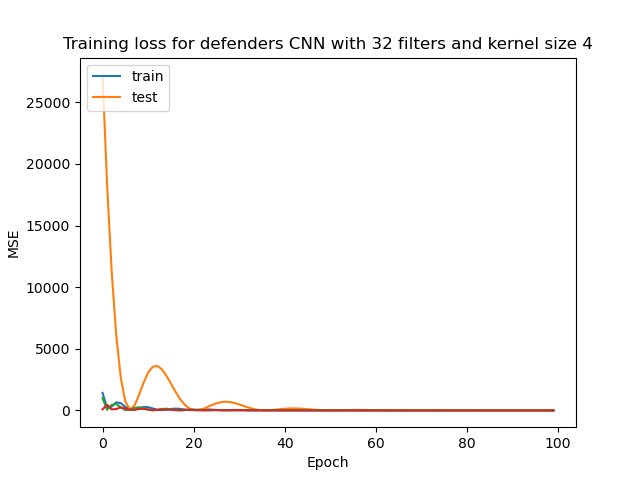 Training loss for defenders CNN with 32 filters and kernel size 4
train
test
25000
20000
15000
10000
5000
0
MSE
0 20 40 60 80 100
Epoch